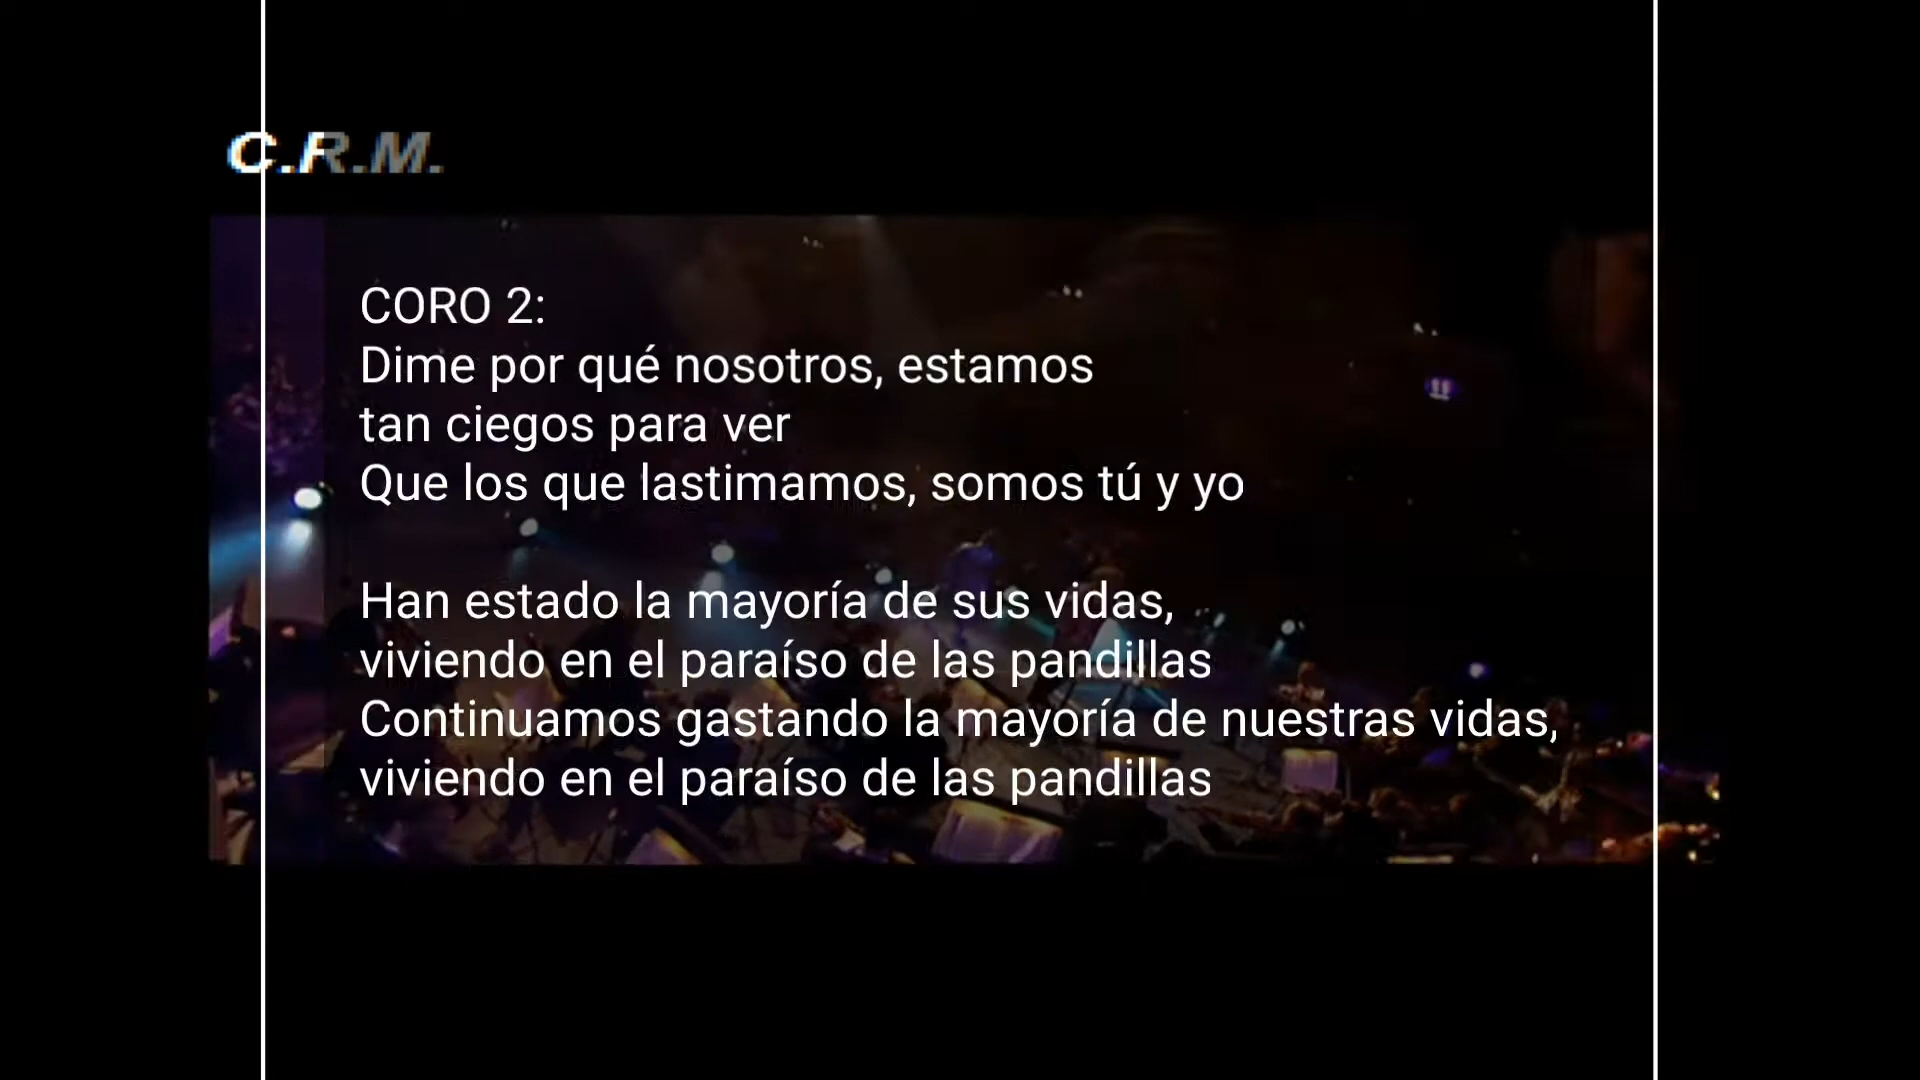 C.R.M.
CORO 2:
Dime por qué nosotros, estamos
tan ciegos para ver
Que los que lastimamos, somos tú y yo
Han estado la mayoría de sus vidas,
viviendo en el paraíso de las pandillas
Continuamos gastando la mayoría de nuestras vidas,
viviendo en el paraíso de las pandillas